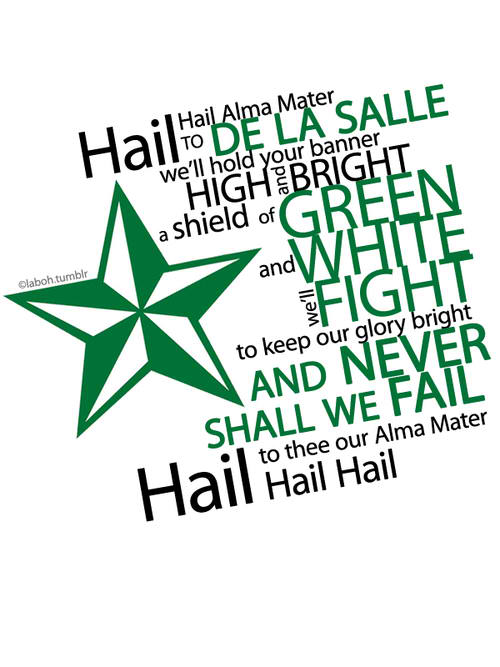 Hail Hail Alma Mater
TO DE LA SALLE
we'll hold your banner
HIGH and BRIGHT
a shield of GREEN
and WHITE
we'll FIGHT
to keep our glory bright
AND NEVER
SHALL WE FAIL
Hail to thee our Alma Mater
Hail Hail
©laboh.tumblr